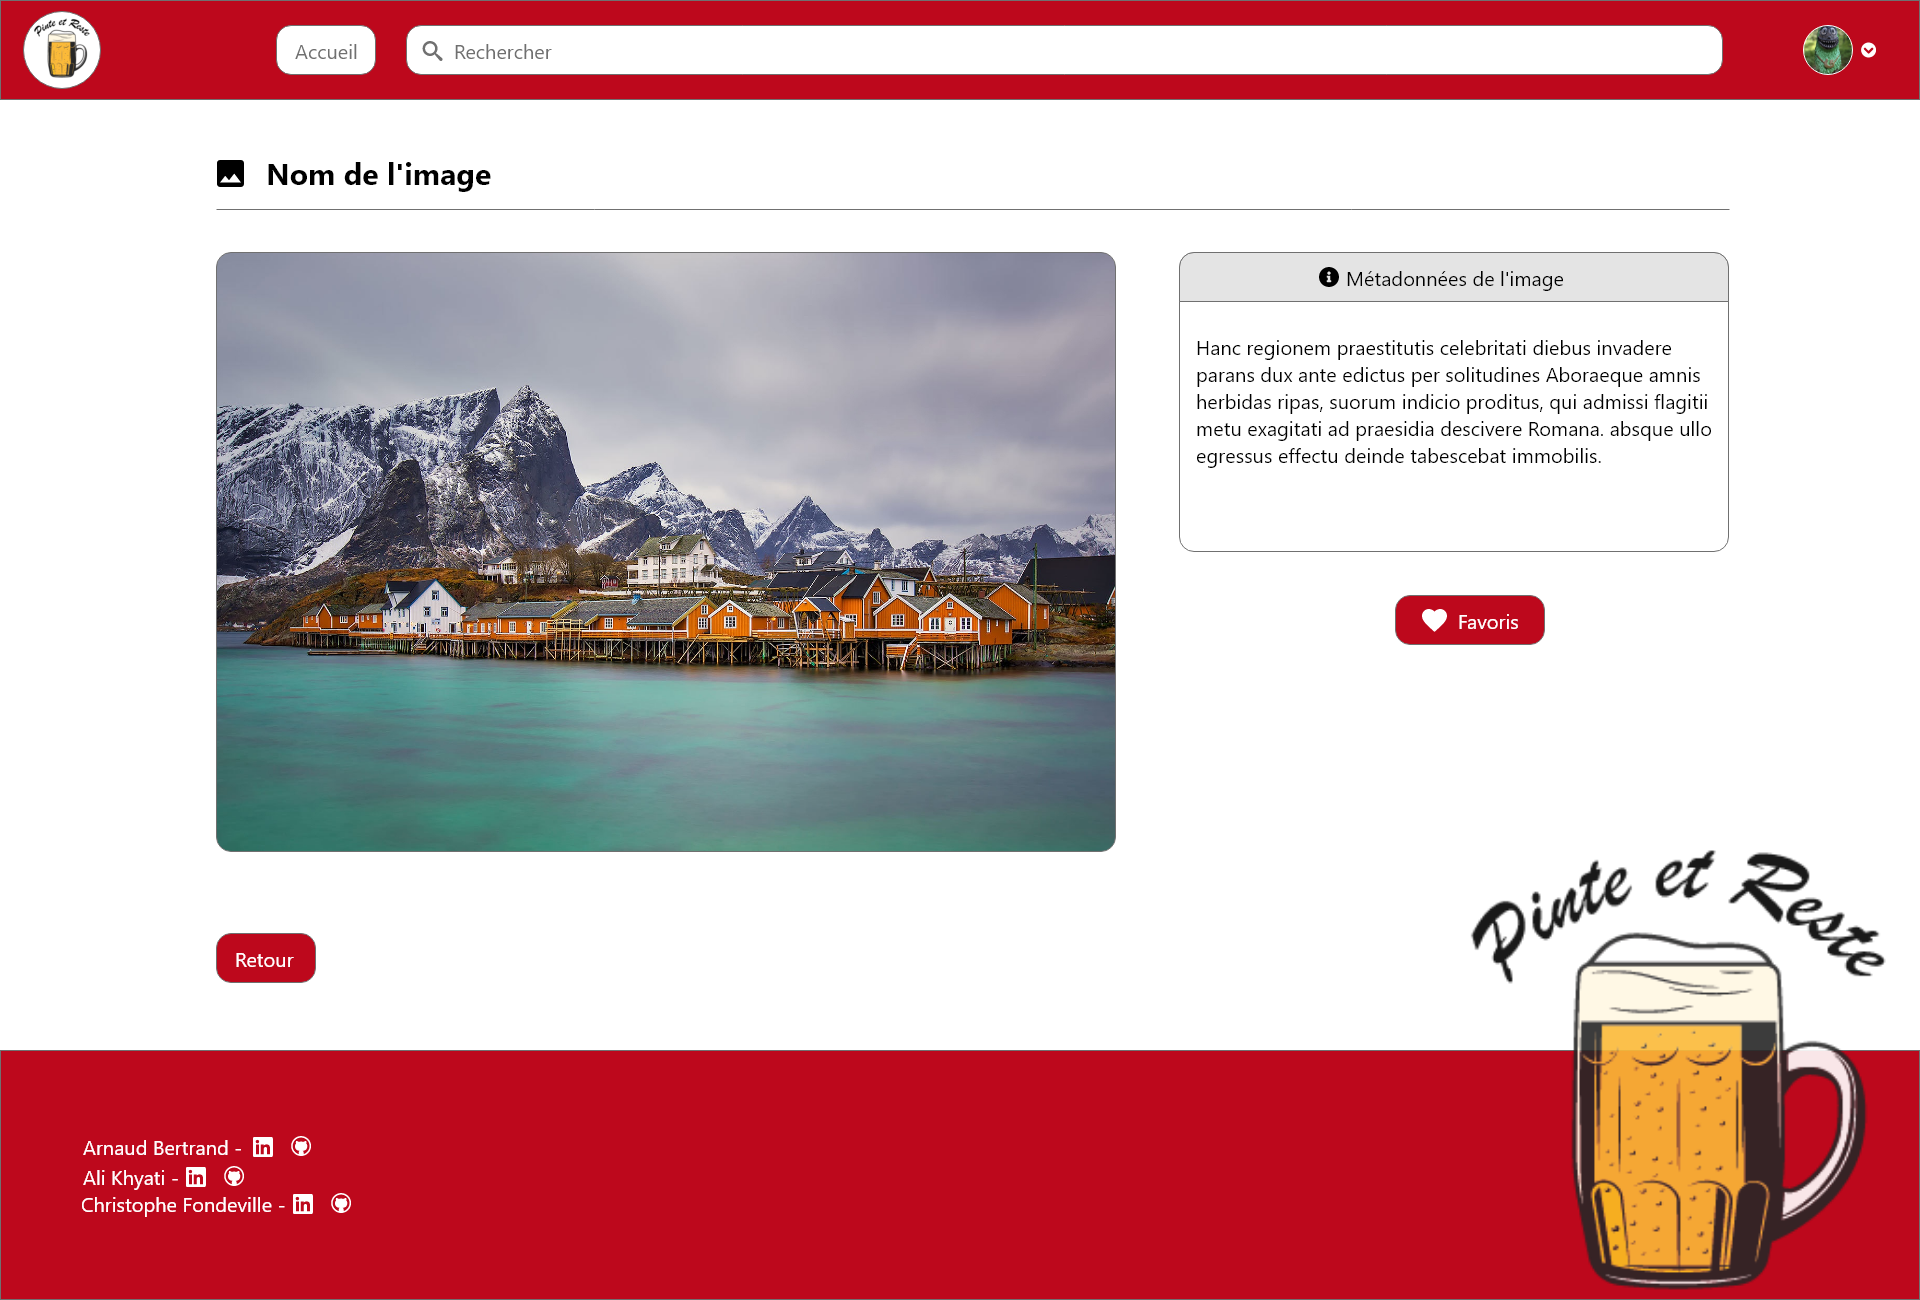 Pinte et Reste
Accueil
Rechercher
Nom de l'image
Métadonnées de l'image
Hanc regionem praestitutis celebritati diebus invadere
parans dux ante edictus per solitudines Aboraeque amnis
herbidas ripas, suorum indicio proditus, qui admissi flagitii
metu exagitati ad praesidia descivere Romana. absque ullo
egressus effectu deinde tabescebat immobilis.
Favoris
Pinte et Reste
Retour
Arnaud Bertrand - in
Ali Khyati - in
Christophe Fondeville - in